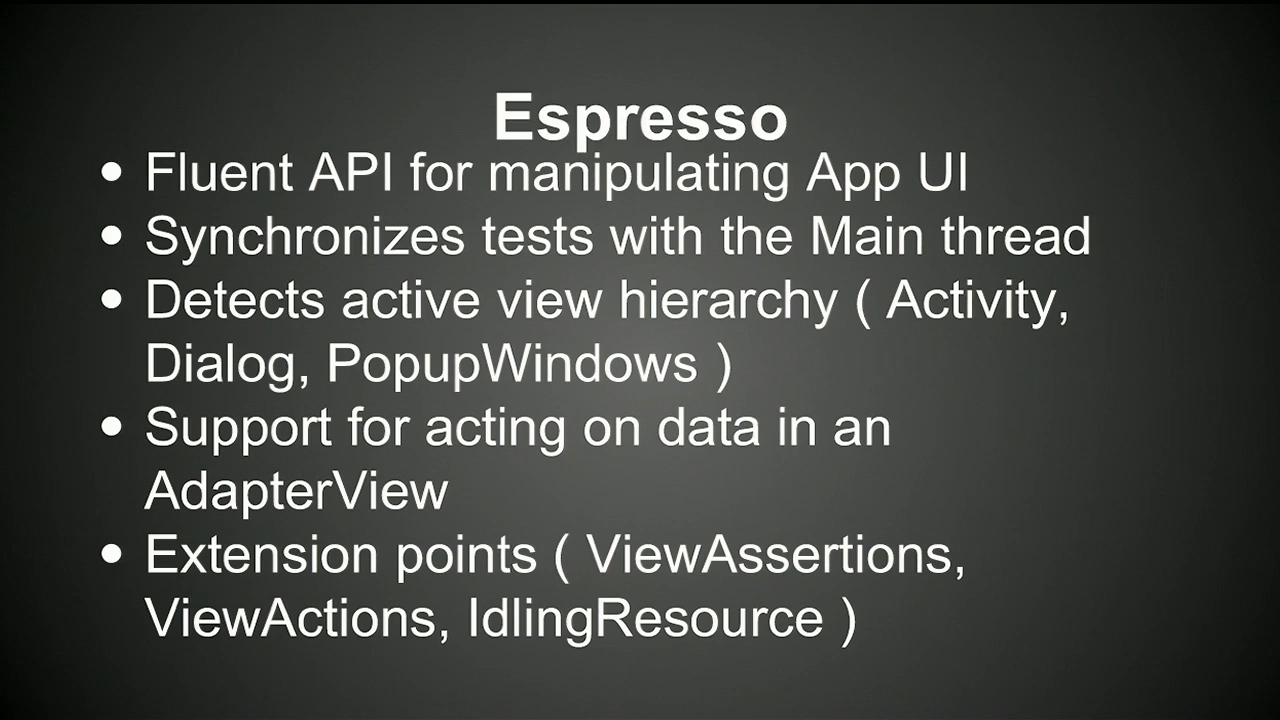 Espresso
• Fluent API for manipulating App UI
• Synchronizes tests with the Main thread
• Detects active view hierarchy ( Activity,
Dialog, PopupWindows )
• Support for acting on data in an
AdapterView
• Extension points ( ViewAssertions,
ViewActions, IdlingResource )